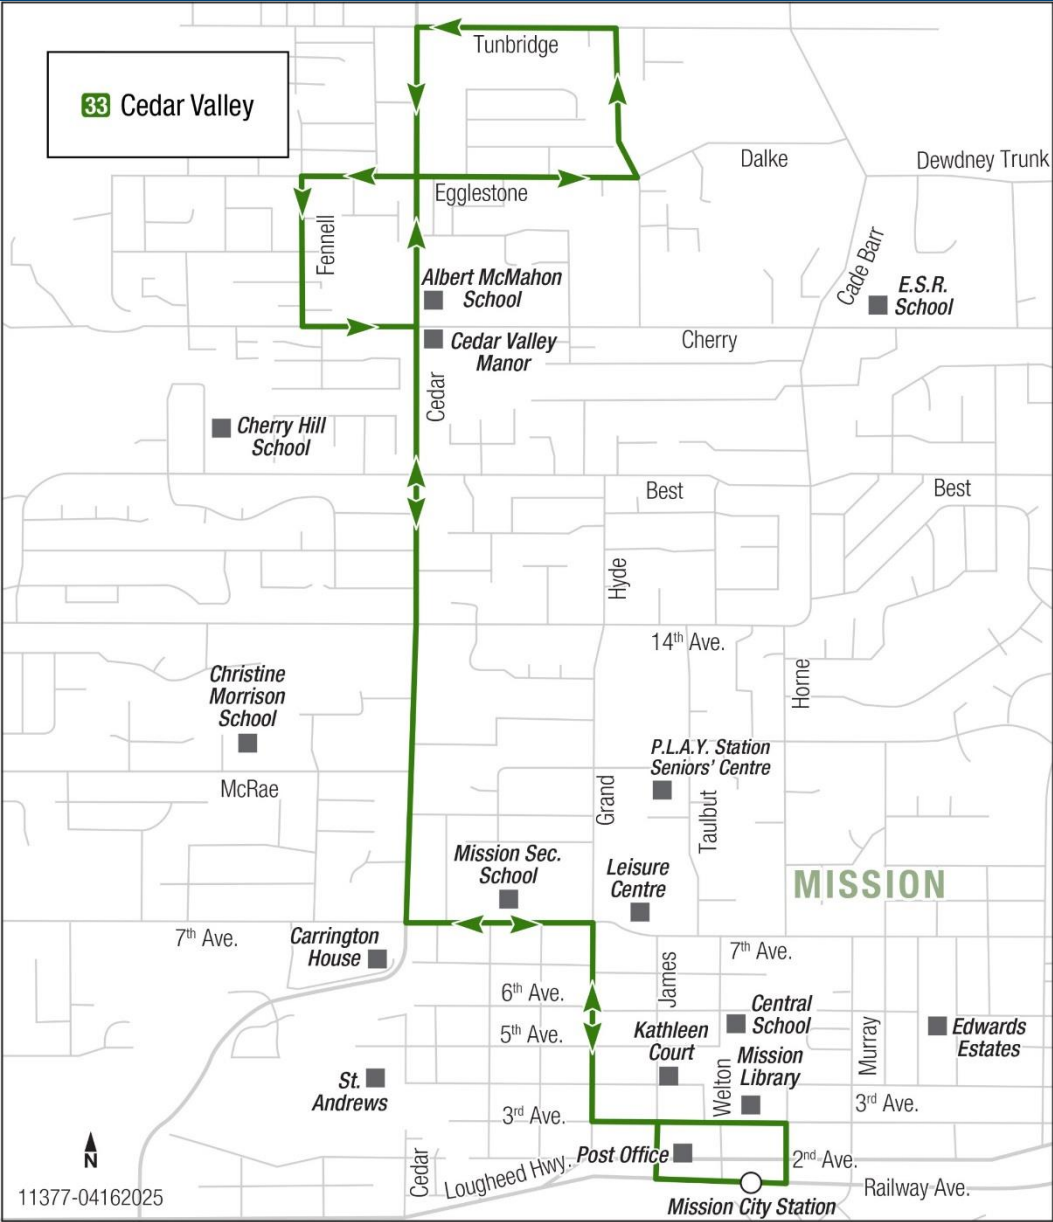 Tunbridge
33 Cedar Valley
Dalke
Dewdney Trunk
Egglestone
Fennell
Cade Barr
Albert McMahon
School
E.S.R.
School
Cedar Valley
Manor
Cherry
Cedar
Cherry Hill
School
Best
Best
Hyde
14th Ave.
Christine
Morrison
School
Horne
P.L.A.Y. Station
Seniors' Centre
McRae
Grand
Taulbut
Mission Sec.
School
Leisure
Centre
MISSION
7th Ave.
Carrington
House
7th Ave.
James
6th Ave.
Central
School
5th Ave.
Kathleen
Court
Murray
Edwards
Estates
Mission
Library
St.
Andrews
Welton
3rd Ave.
3rd Ave.
Post Office
2nd Ave.
N
Cedar
Lougheed Hwy.
Railway Ave.
11377-04162025
Mission City Station